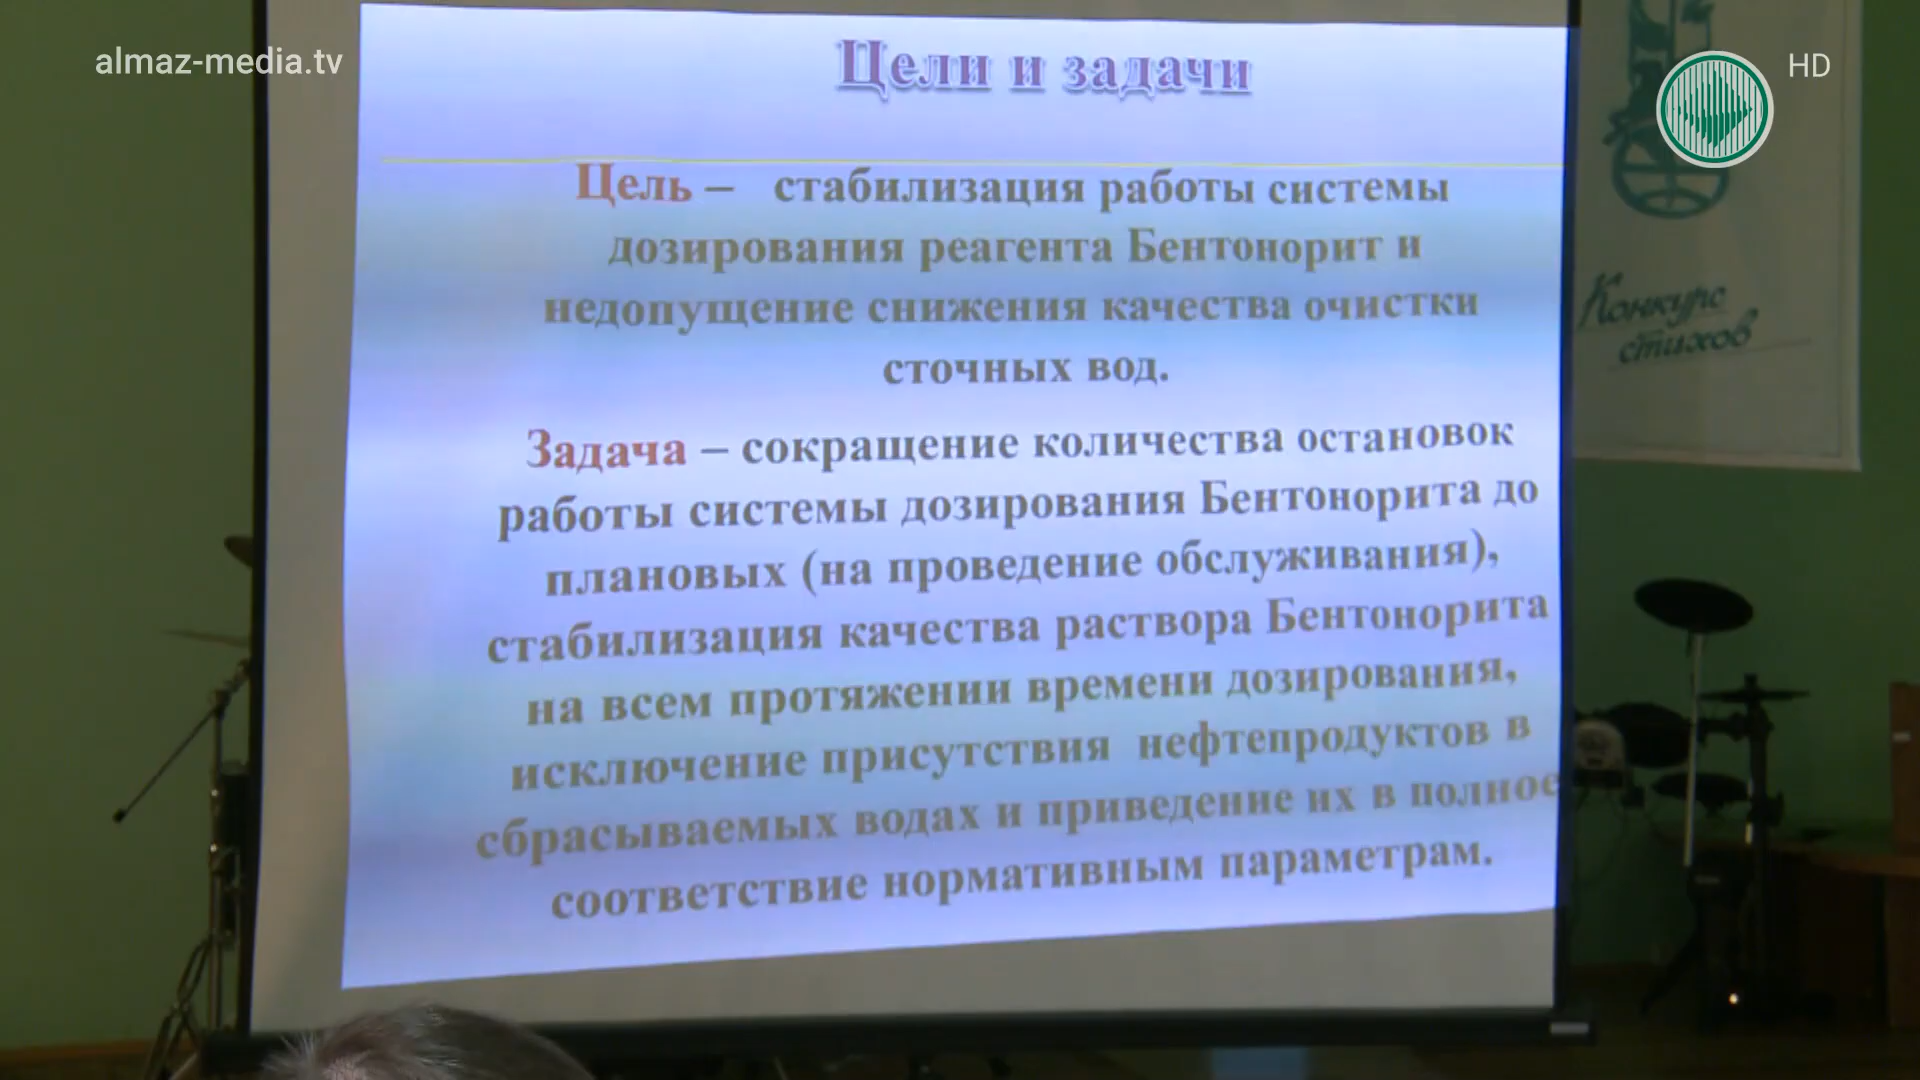 almaz-media.tv
HD
Цели и задачи
Цель – стабилизация работы системы
дозирования реагента Бентонорит и
недопущение снижения качества очистки
сточных вод.
Задача – сокращение количества остановок
работы системы дозирования Бентонорита до
плановых (на проведение обслуживания),
стабилизация качества раствора Бентонорита
на всем протяжении времени дозирования,
исключение присутствия нефтепродуктов в
сбрасываемых водах и приведение их в полное
соответствие нормативным параметрам.
Конкурс
стихов